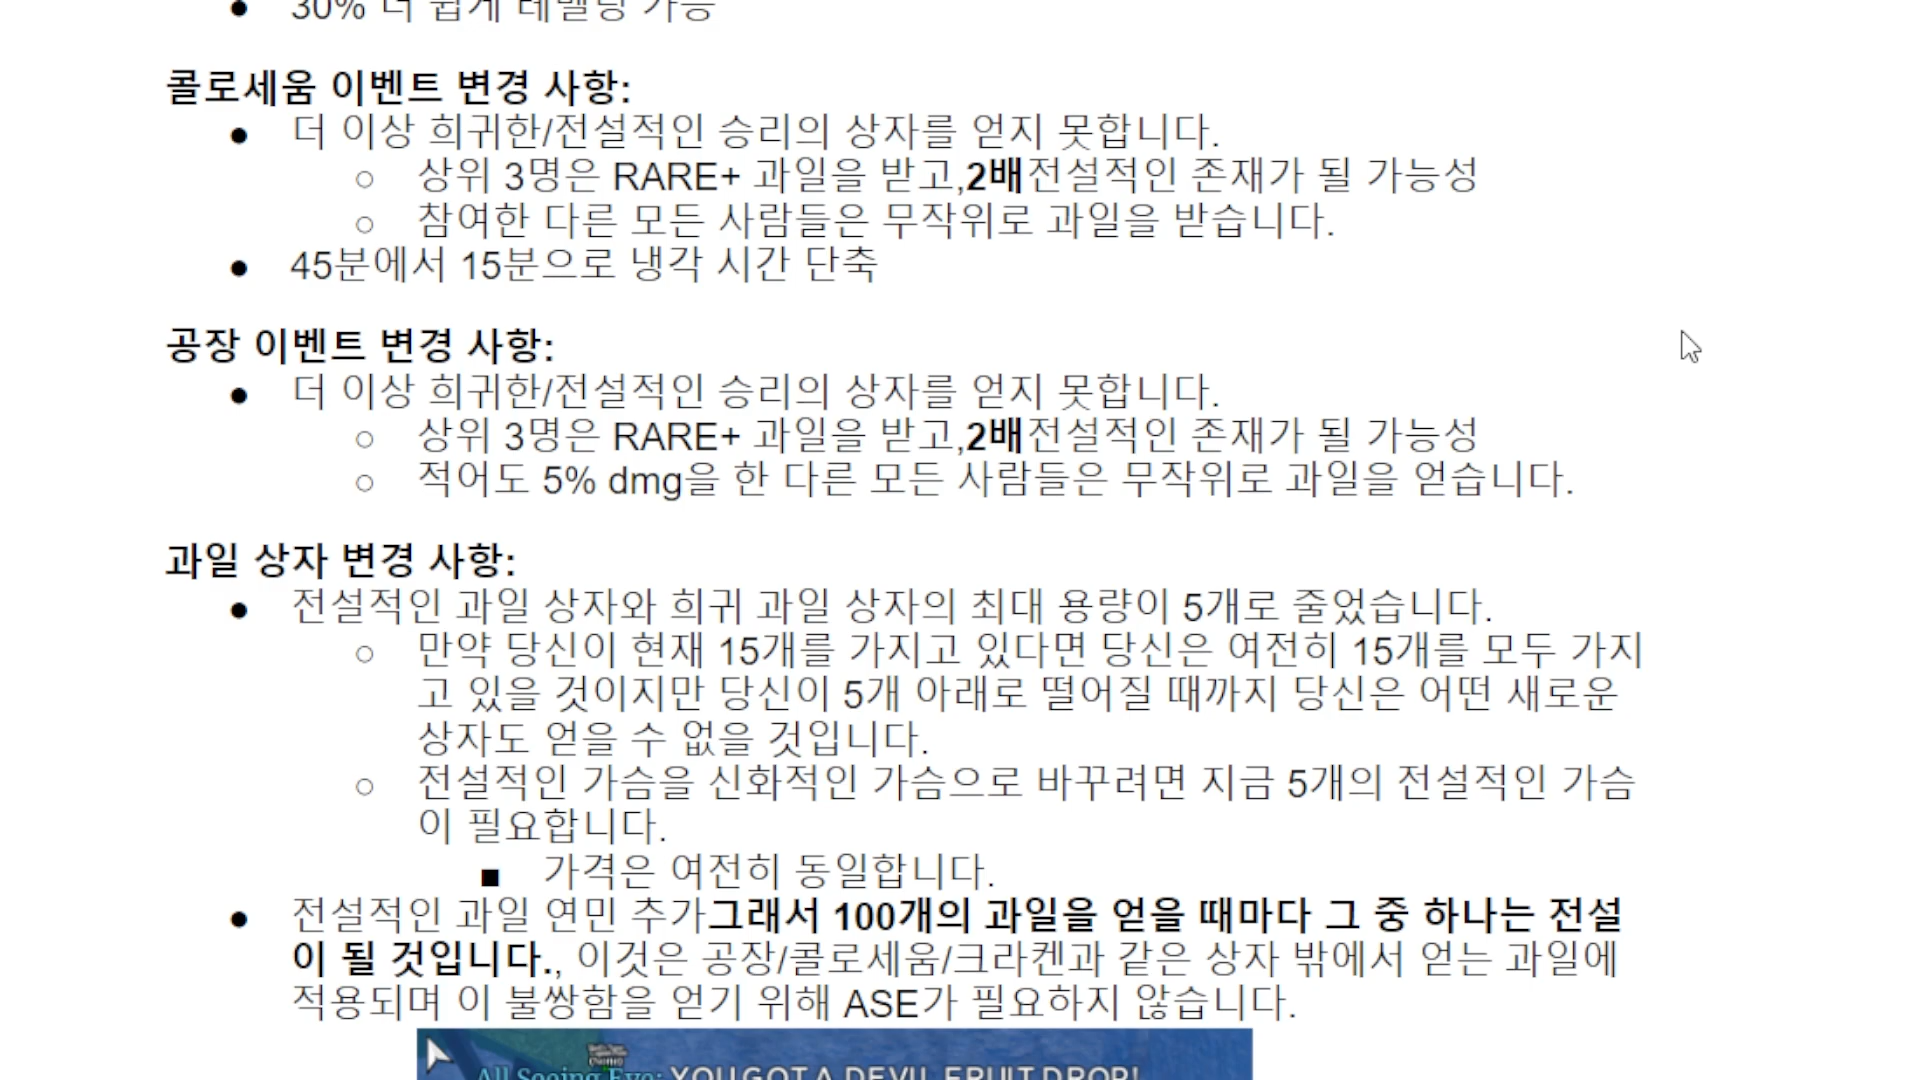 30% 더 쉽게 레벨링 가능
콜로세움 이벤트 변경 사항:
더 이상 희귀한/전설적인 승리의 상자를 얻지 못합니다.
상위 3명은 RARE+ 과일을 받고,2배전설적인 존재가 될 가능성
참여한 다른 모든 사람들은 무작위로 과일을 받습니다.
45분에서 15분으로 냉각 시간 단축
공장 이벤트 변경 사항:
더 이상 희귀한/전설적인 승리의 상자를 얻지 못합니다.
상위 3명은 RARE+ 과일을 받고,2배전설적인 존재가 될 가능성
적어도 5% dmg을 한 다른 모든 사람들은 무작위로 과일을 얻습니다.
과일 상자 변경 사항:
전설적인 과일 상자와 희귀 과일 상자의 최대 용량이 5개로 줄었습니다.
만약 당신이 현재 15개를 가지고 있다면 당신은 여전히 15개를 모두 가지
고 있을 것이지만 당신이 5개 아래로 떨어질 때까지 당신은 어떤 새로운
상자도 얻을 수 없을 것입니다.
전설적인 가슴을 신화적인 가슴으로 바꾸려면 지금 5개의 전설적인 가슴
이 필요합니다.
가격은 여전히 동일합니다.
전설적인 과일 연민 추가그래서 100개의 과일을 얻을 때마다 그 중 하나는 전설
이 될 것입니다., 이것은 공장/콜로세움/크라켄과 같은 상자 밖에서 얻는 과일에
적용되며 이 불쌍함을 얻기 위해 ASE가 필요하지 않습니다.
All Seeing Eye: YOU GOT A DEVIL FRUIT DROP!